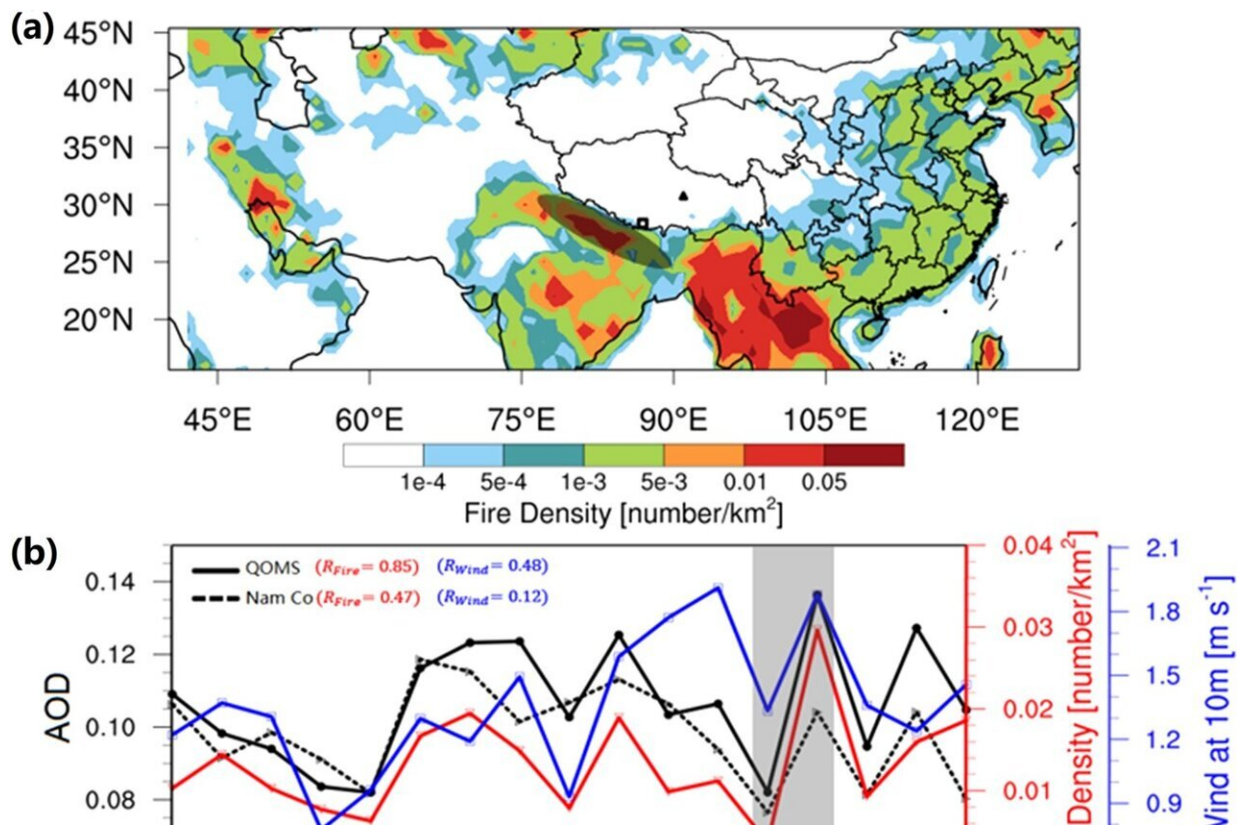 (a)
45°N
40°N
35°N
30°N
25°N
20°N
45°E 60°E 75°E 90°E 105°E 120°E
1e-4 5e-4 1e-3 5e-3 0.01 0.05
Fire Density [number/km²]
(b)
QOMS (R_Fire= 0.85) (R_Wind= 0.48)
Nam Co (R_Fire= 0.47) (R_Wind= 0.12)
AOD
0.14
0.12
0.10
0.08
0.04
0.03
0.02
0.01
Density [number/km²]
2.1
1.8
1.5
1.2
0.9
Wind at 10m [m s⁻¹]